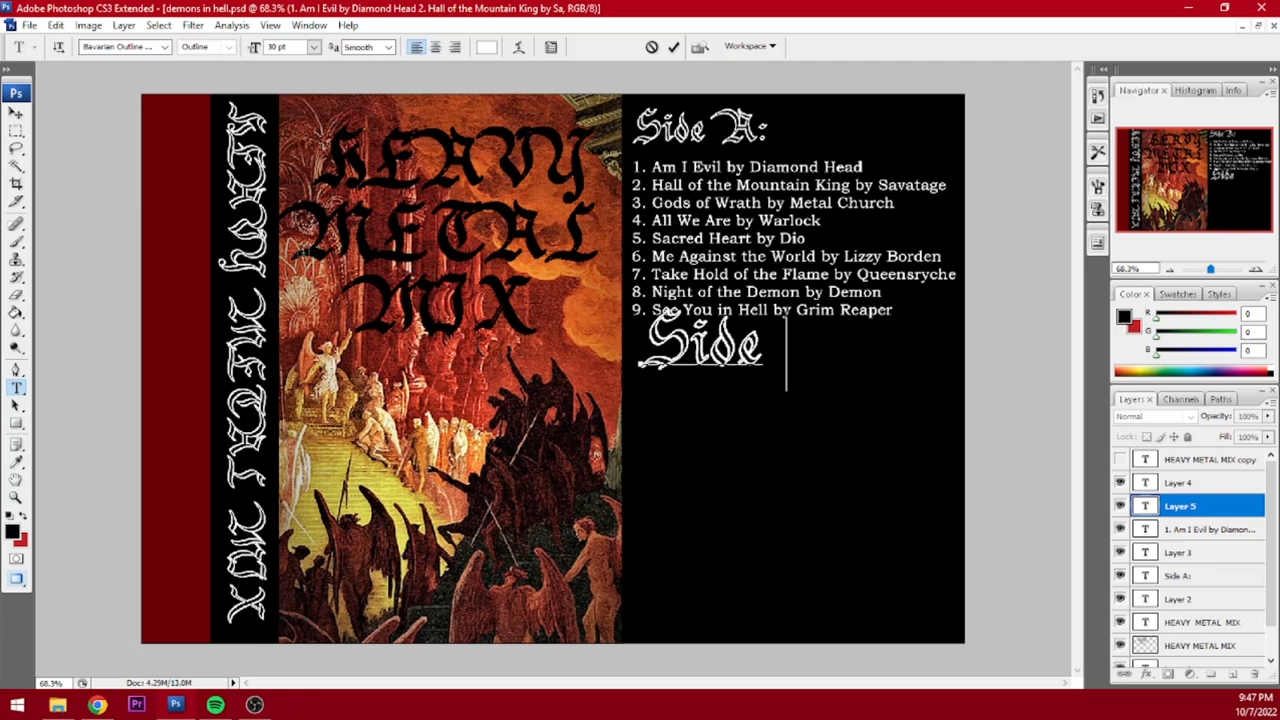 Adobe Photoshop CS3 Extended - [demons in hell.psd @ 68.3% (1. Am I Evil by Diamond Head 2. Hall of the Mountain King by Sa, RGB/8)]
File Edit Image Layer Select Filter Analysis View Window Help
Bavarian Outline ... Outline 30 pt Smooth Workspace
Ps
HEAVY METAL MIX
HEAVY
METAL
MIX
Side A:
1. Am I Evil by Diamond Head
2. Hall of the Mountain King by Savatage
3. Gods of Wrath by Metal Church
4. All We Are by Warlock
5. Sacred Heart by Dio
6. Me Against the World by Lizzy Borden
7. Take Hold of the Flame by Queensryche
8. Night of the Demon by Demon
9. See You in Hell by Grim Reaper
Side
Navigator Histogram Info
68.3%
Color Swatches Styles
R 0
G 0
B 0
Layers Channels Paths
Normal Opacity: 100%
Lock: Fill: 100%
HEAVY METAL MIX copy
Layer 4
Layer 5
1. Am I Evil by Diamon...
Layer 3
Side A:
Layer 2
HEAVY METAL MIX
HEAVY METAL MIX
68.3% Doc: 4.29M/13.0M
Pr Ps
9:47 PM
10/7/2022